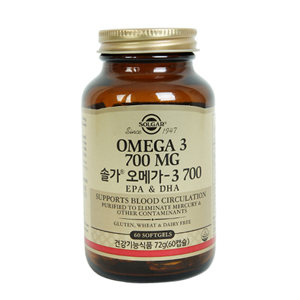 SOLGAR
Since 1947
OMEGA 3
700 MG
솔가® 오메가-3 700
EPA & DHA
SUPPORTS BLOOD CIRCULATION
PURIFIED TO ELIMINATE MERCURY &
OTHER CONTAMINANTS
GLUTEN, WHEAT & DAIRY FREE
60 SOFTGELS
건강기능식품 72g(60캡슐)